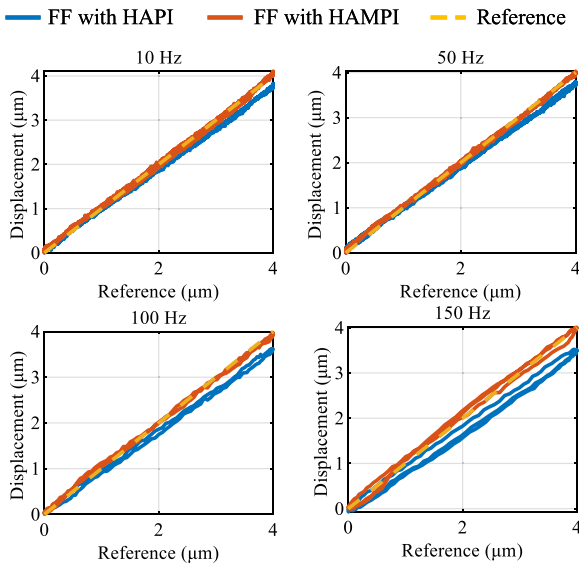 FF with HAPI FF with HAMPI Reference
10 Hz
Displacement (μm)
4
3
2
1
0
0 2 4
Reference (μm)
50 Hz
Displacement (μm)
4
3
2
1
0
0 2 4
Reference (μm)
100 Hz
Displacement (μm)
4
3
2
1
0
0 2 4
Reference (μm)
150 Hz
Displacement (μm)
4
3
2
1
0
0 2 4
Reference (μm)